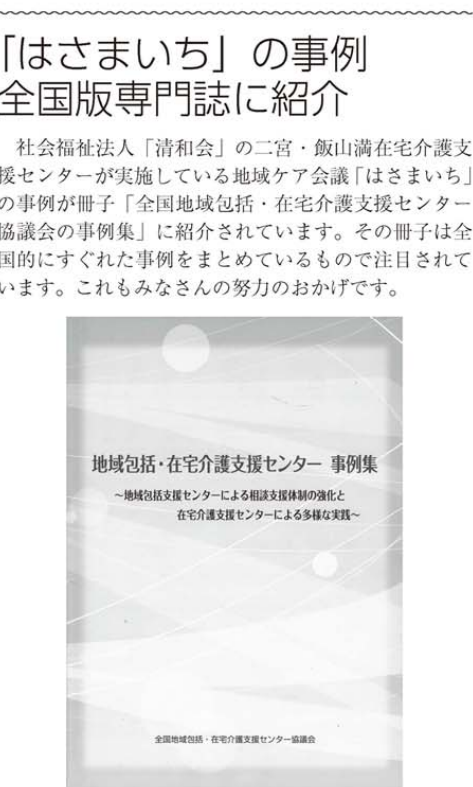 「はさまいち」の事例
全国版専門誌に紹介
社会福祉法人「清和会」の二宮・飯山満在宅介護支
援センターが実施している地域ケア会議「はさまいち」
の事例が冊子「全国地域包括・在宅介護支援センター
協議会の事例集」に紹介されています。その冊子は全
国的にすぐれた事例をまとめているもので注目されて
います。これもみなさんの努力のおかげです。
地域包括・在宅介護支援センター 事例集
～地域包括支援センターによる相談支援体制の強化と
在宅介護支援センターによる多様な実践～
全国地域包括・在宅介護支援センター協議会